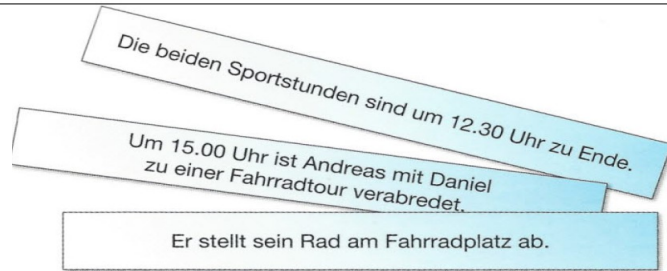 Die beiden Sportstunden sind um 12.30 Uhr zu Ende.
Um 15.00 Uhr ist Andreas mit Daniel
zu einer Fahrradtour verabredet.
Er stellt sein Rad am Fahrradplatz ab.